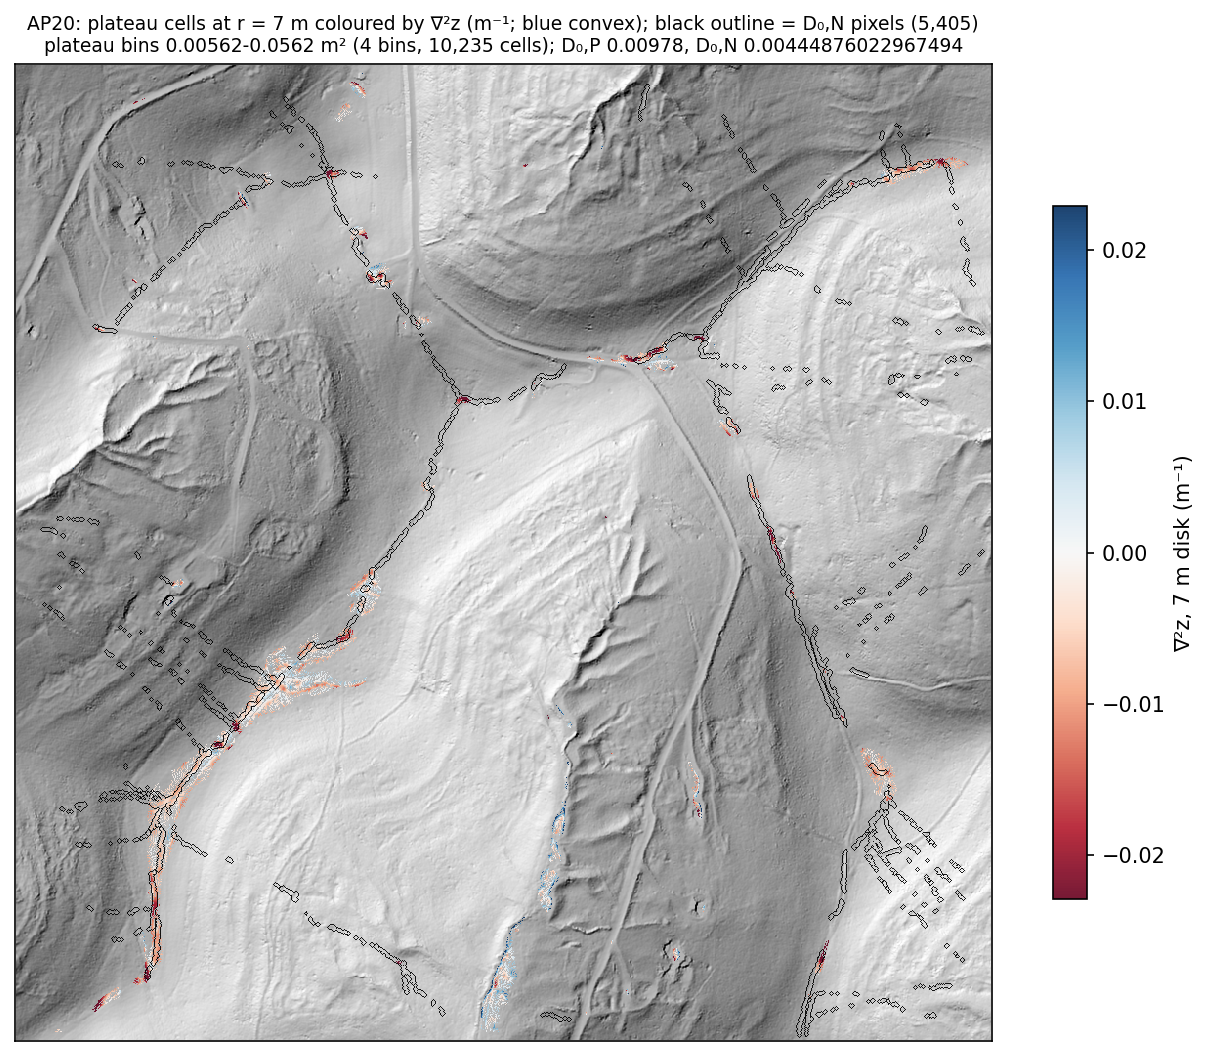 AP20: plateau cells at r = 7 m coloured by ∇²z (m⁻¹; blue convex); black outline = D₀,N pixels (5,405)
plateau bins 0.00562-0.0562 m² (4 bins, 10,235 cells); D₀,P 0.00978, D₀,N 0.00444876022967494
0.02
0.01
0.00
−0.01
−0.02
∇²z, 7 m disk (m⁻¹)